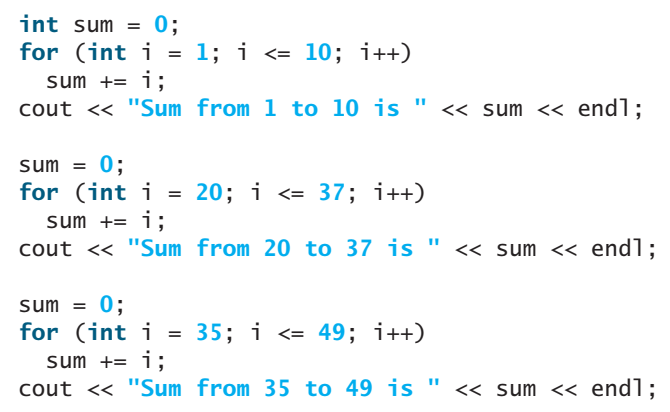 int sum = 0;
for (int i = 1; i <= 10; i++)
  sum += i;
cout << "Sum from 1 to 10 is " << sum << endl;

sum = 0;
for (int i = 20; i <= 37; i++)
  sum += i;
cout << "Sum from 20 to 37 is " << sum << endl;

sum = 0;
for (int i = 35; i <= 49; i++)
  sum += i;
cout << "Sum from 35 to 49 is " << sum << endl;